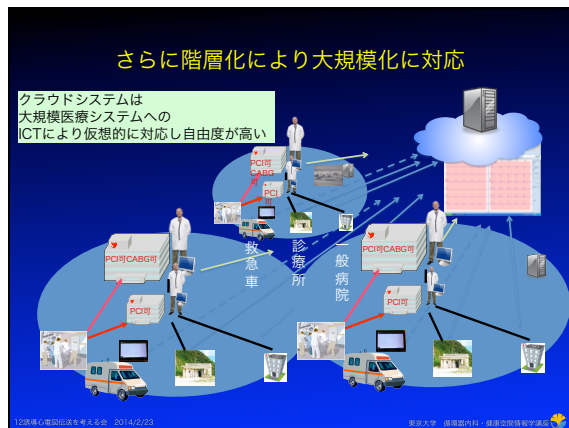 さらに階層化により大規模化に対応
クラウドシステムは
大規模医療システムへの
ICTにより仮想的に対応し自由度が高い
PCI可
CABG
可
PCI
可
救急車
診療所
一般病院
PCI可CABG可
PCI可
PCI可CABG可
PCI可
12誘導心電図伝送を考える会 2014/2/23
東京大学 循環器内科・健康空間情報学講座